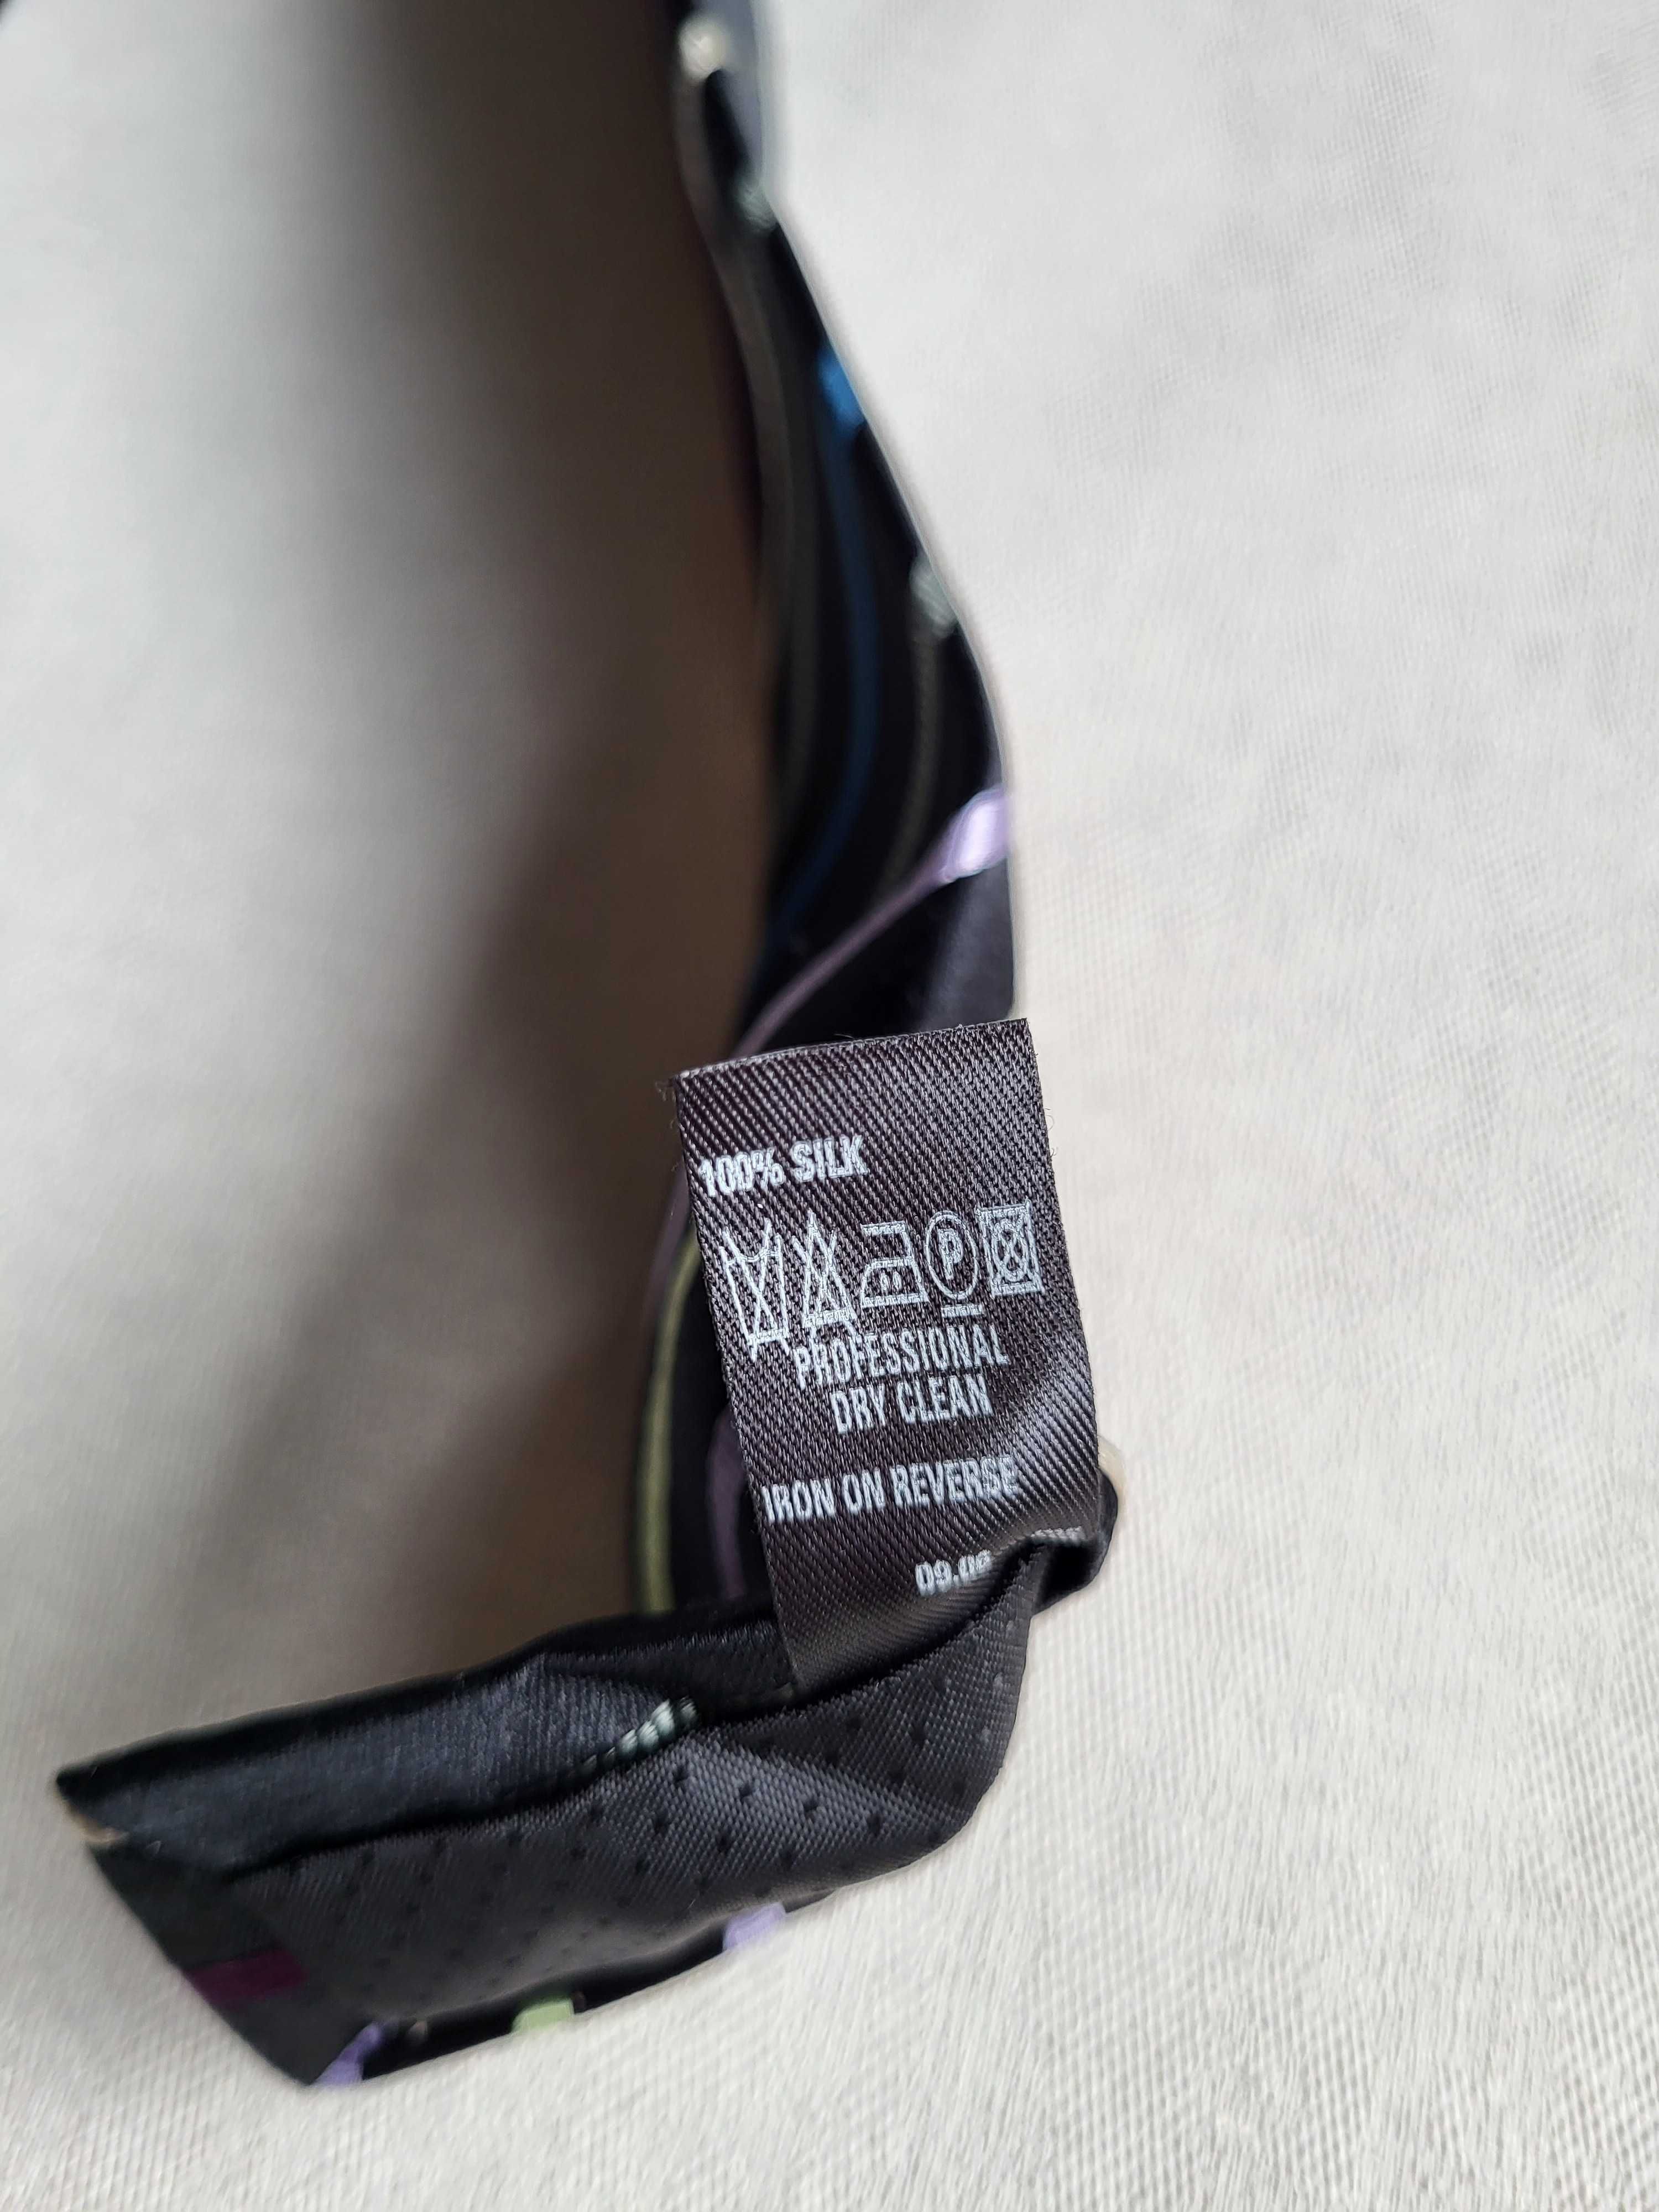 100% SILK
P
PROFESSIONAL
DRY CLEAN
IRON ON REVERSE